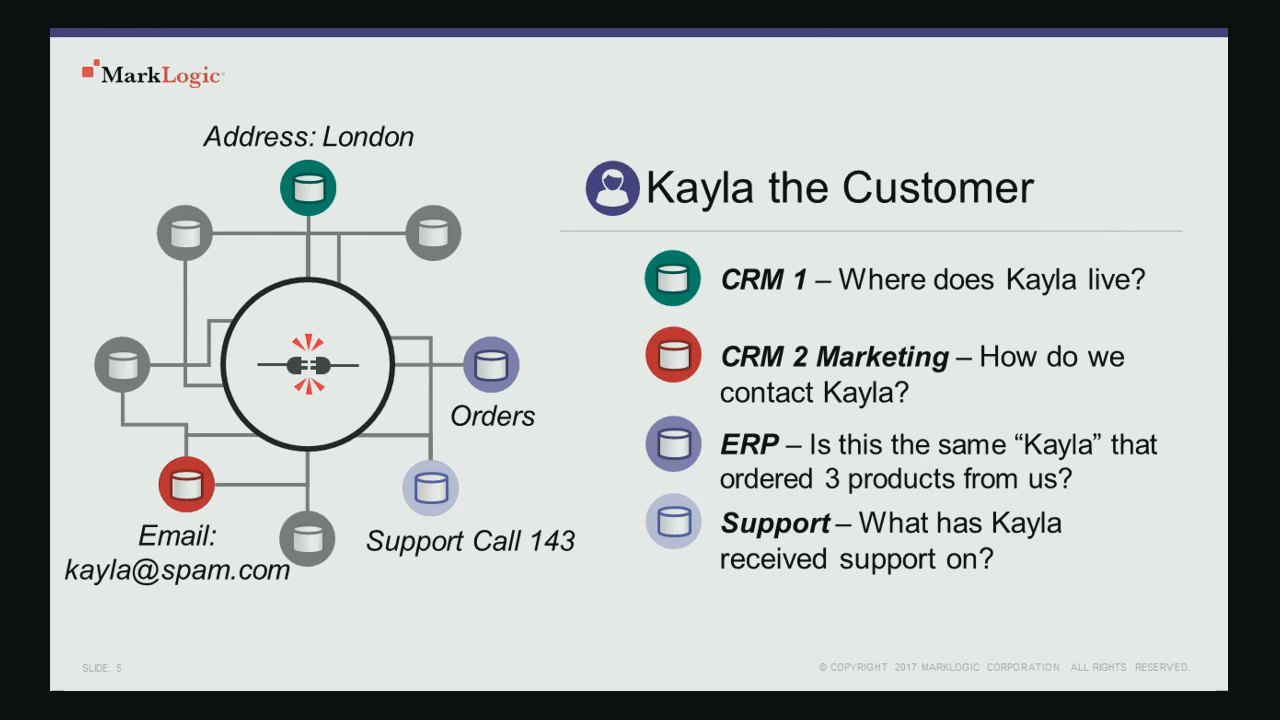 MarkLogic
Address: London
Kayla the Customer
CRM 1 – Where does Kayla live?
CRM 2 Marketing – How do we
contact Kayla?
Orders
ERP – Is this the same “Kayla” that
ordered 3 products from us?
Support – What has Kayla
received support on?
Email:
kayla@spam.com
Support Call 143
SLIDE: 5
© COPYRIGHT 2017 MARKLOGIC CORPORATION. ALL RIGHTS RESERVED.